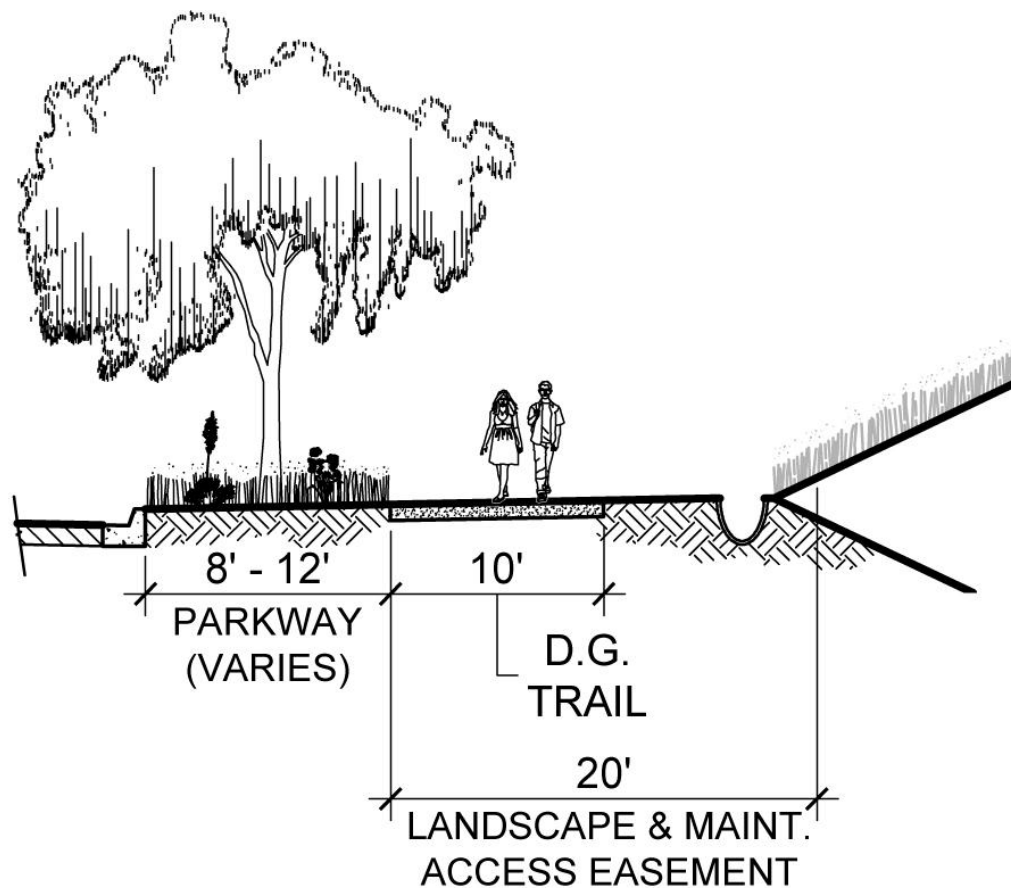 8' - 12'
PARKWAY
(VARIES)
10'
D.G.
TRAIL
20'
LANDSCAPE & MAINT.
ACCESS EASEMENT